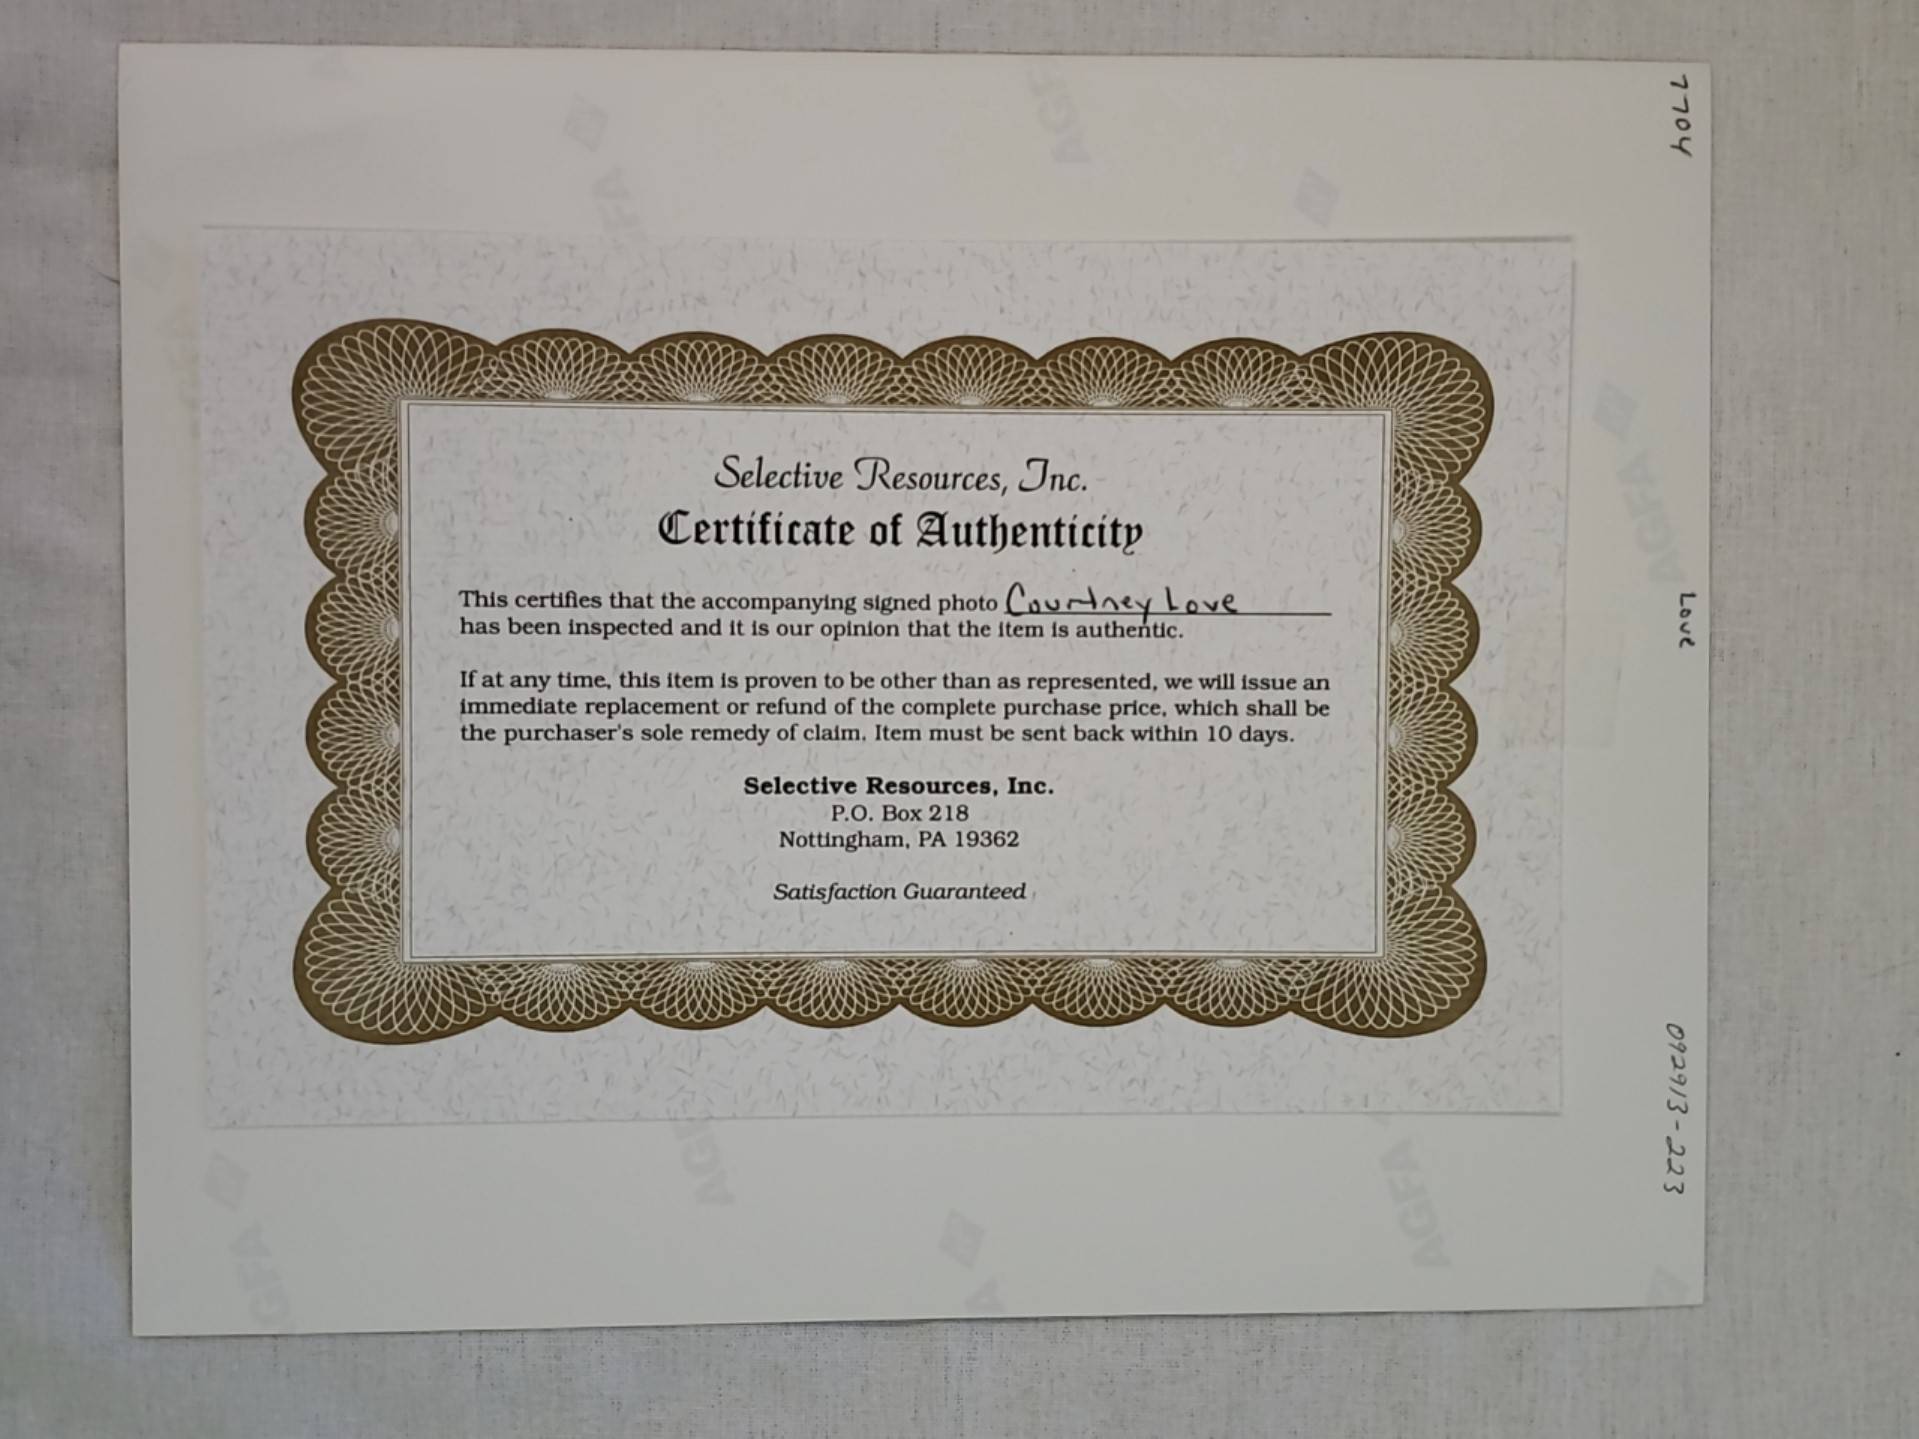 7704
Love
092913-223
Selective Resources, Inc.
Certificate of Authenticity
This certifies that the accompanying signed photo Courtney Love
has been inspected and it is our opinion that the item is authentic.
If at any time, this item is proven to be other than as represented, we will issue an
immediate replacement or refund of the complete purchase price, which shall be
the purchaser's sole remedy of claim. Item must be sent back within 10 days.
Selective Resources, Inc.
P.O. Box 218
Nottingham, PA 19362
Satisfaction Guaranteed
AGFA
AGFA